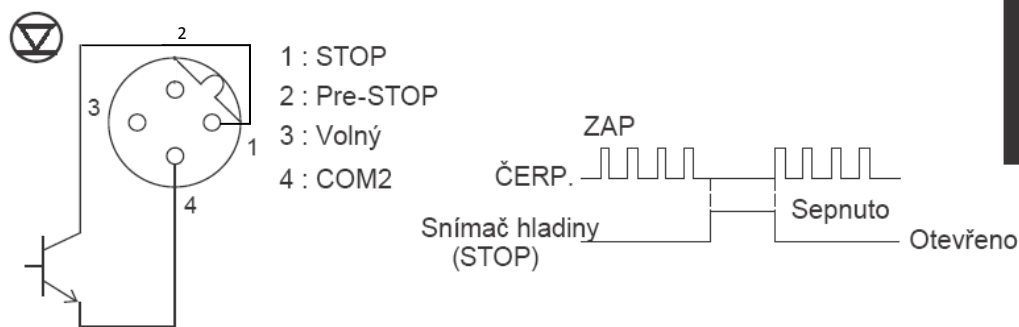 2
3
1
4
1 : STOP
2 : Pre-STOP
3 : Volný
4 : COM2
ZAP
ČERP.
Snímač hladiny
(STOP)
Sepnuto
Otevřeno